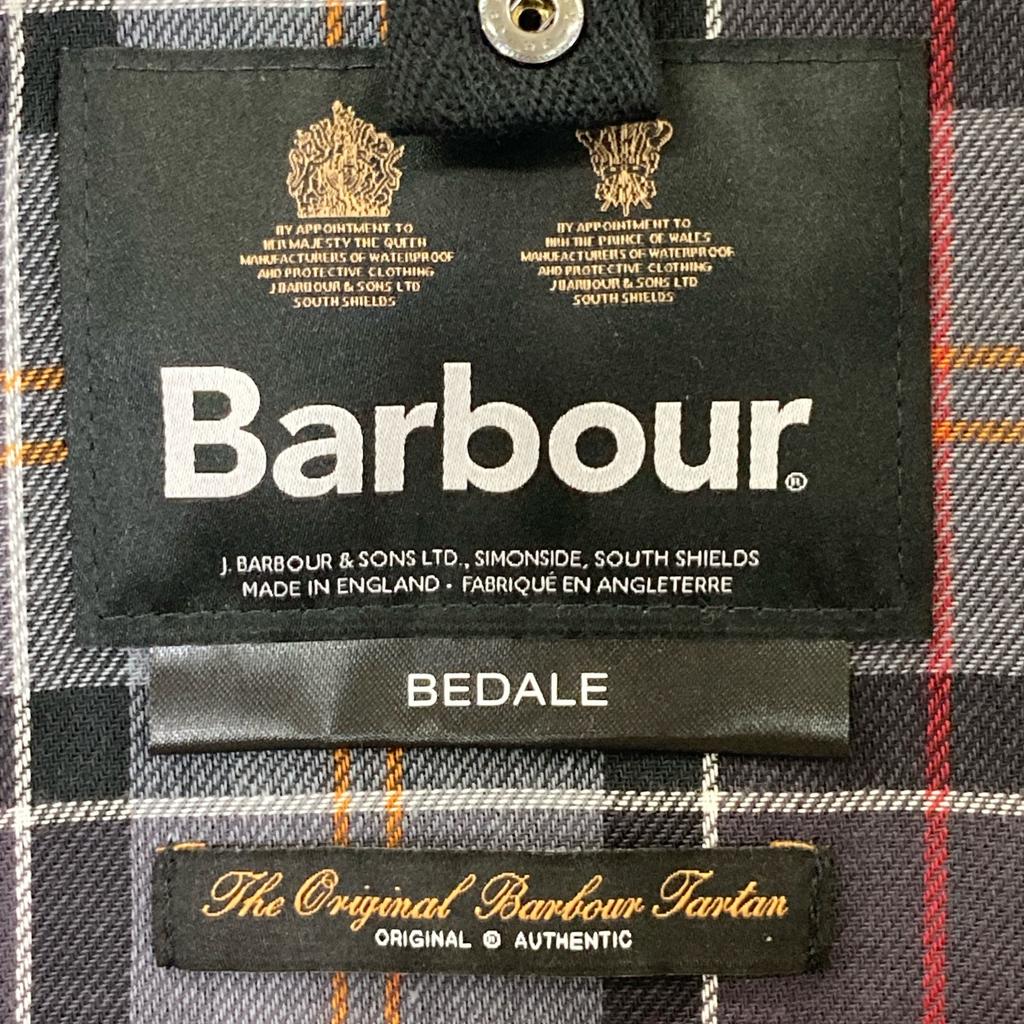 BY APPOINTMENT TO
HER MAJESTY THE QUEEN
MANUFACTURERS OF WATERPROOF
AND PROTECTIVE CLOTHING
J BARBOUR & SONS LTD
SOUTH SHIELDS
BY APPOINTMENT TO
HRH THE PRINCE OF WALES
MANUFACTURERS OF WATERPROOF
AND PROTECTIVE CLOTHING
J BARBOUR & SONS LTD
SOUTH SHIELDS
Barbour®
J. BARBOUR & SONS LTD., SIMONSIDE, SOUTH SHIELDS
MADE IN ENGLAND · FABRIQUÉ EN ANGLETERRE
BEDALE
The Original Barbour Tartan
ORIGINAL ® AUTHENTIC